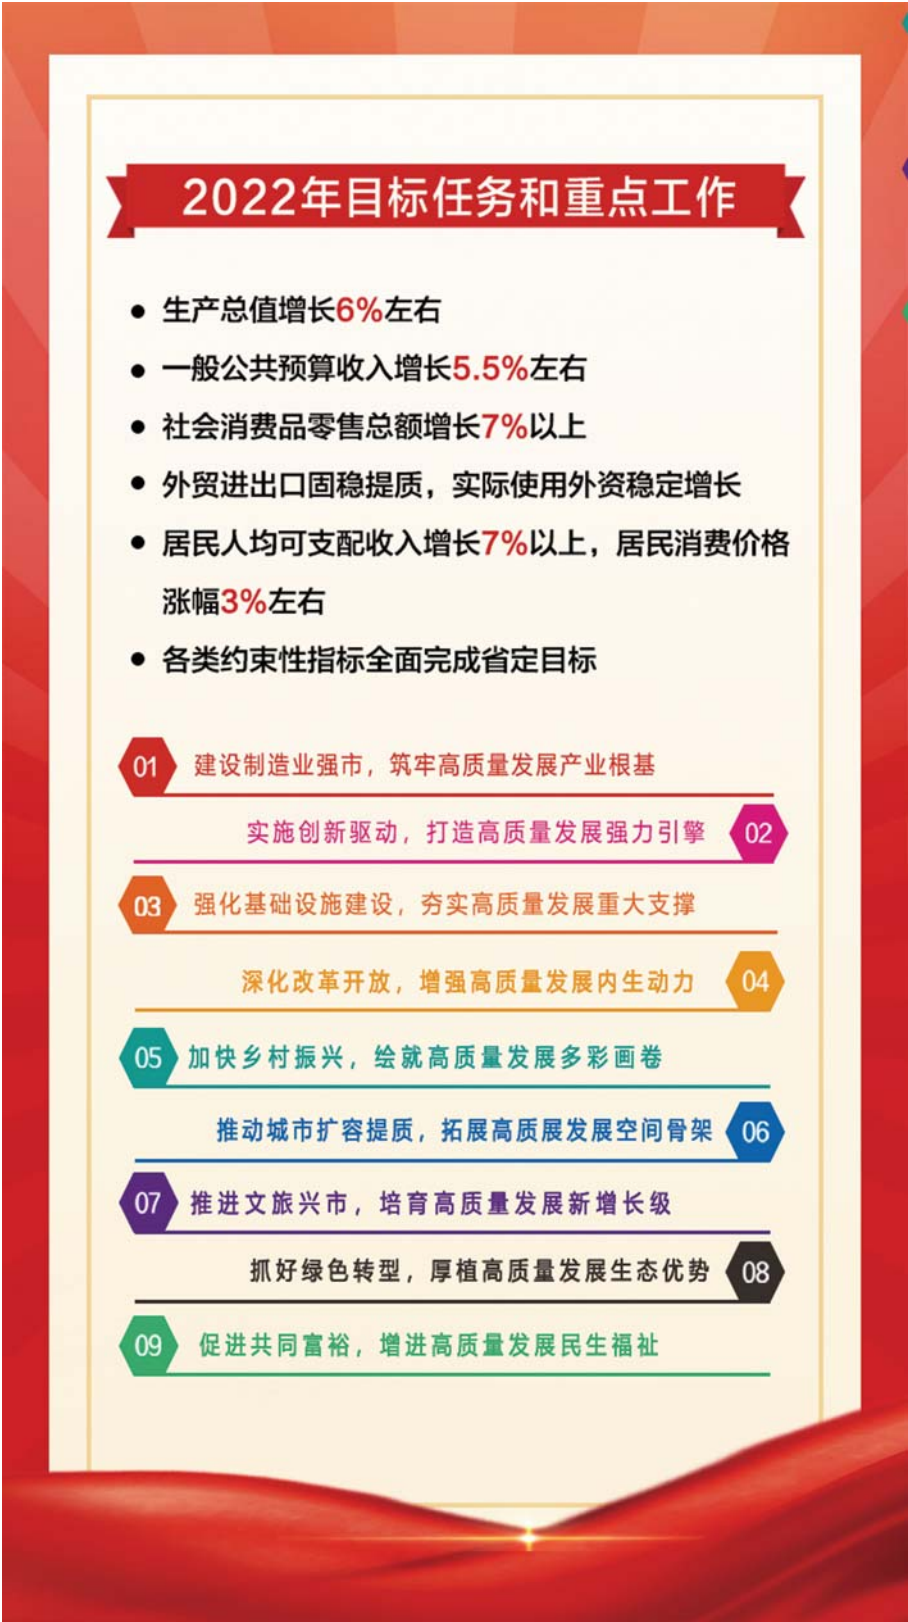 2022年目标任务和重点工作
● 生产总值增长6%左右
● 一般公共预算收入增长5.5%左右
● 社会消费品零售总额增长7%以上
● 外贸进出口固稳提质，实际使用外资稳定增长
● 居民人均可支配收入增长7%以上，居民消费价格
涨幅3%左右
● 各类约束性指标全面完成省定目标
01 建设制造业强市，筑牢高质量发展产业根基
实施创新驱动，打造高质量发展强力引擎 02
03 强化基础设施建设，夯实高质量发展重大支撑
深化改革开放，增强高质量发展内生动力 04
05 加快乡村振兴，绘就高质量发展多彩画卷
推动城市扩容提质，拓展高质展发展空间骨架 06
07 推进文旅兴市，培育高质量发展新增长级
抓好绿色转型，厚植高质量发展生态优势 08
09 促进共同富裕，增进高质量发展民生福祉